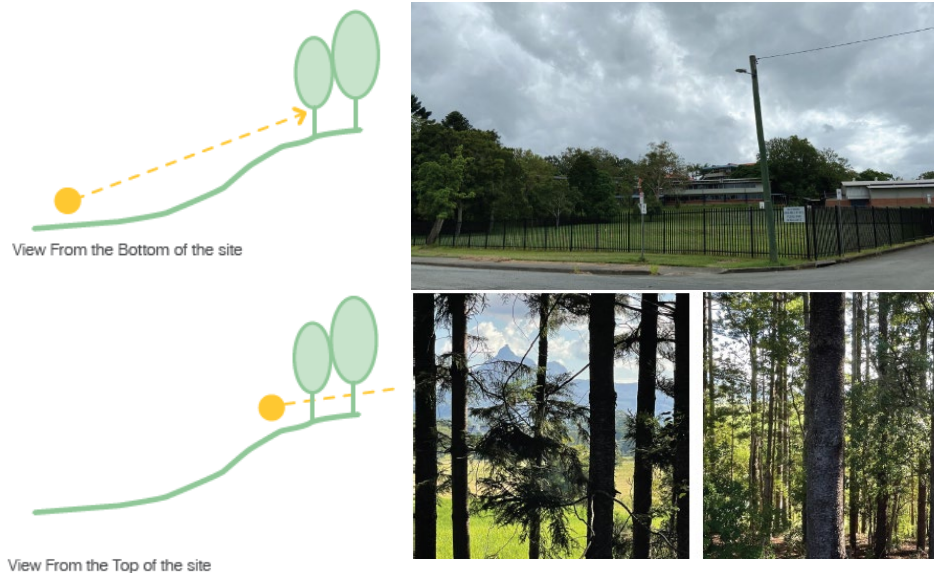 View From the Bottom of the site
View From the Top of the site